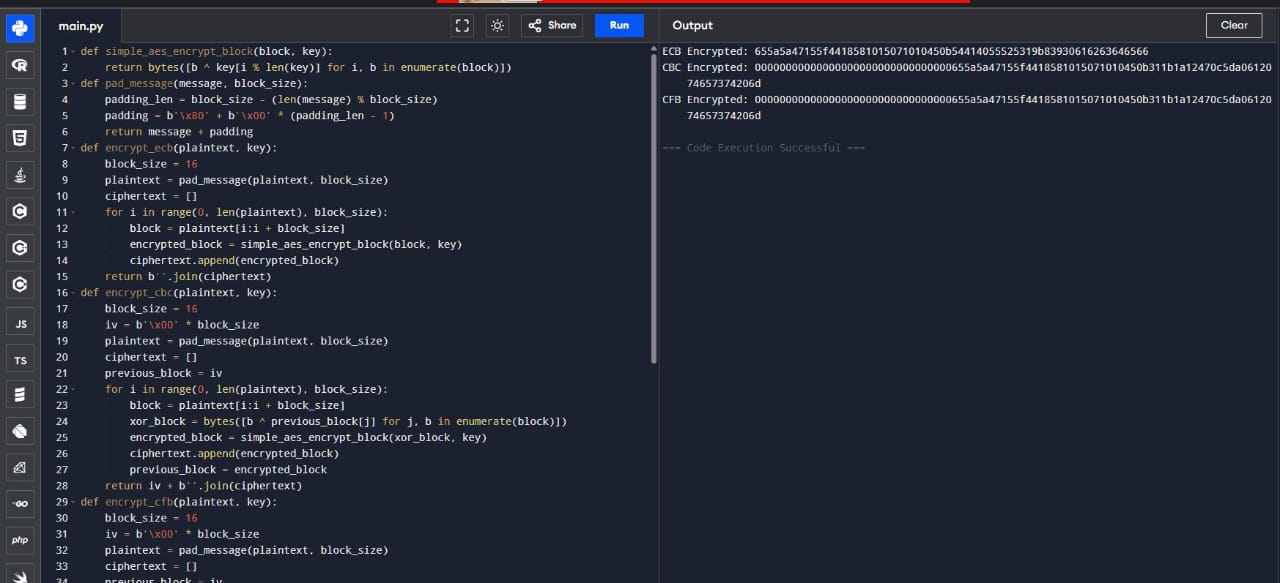 main.py
Share
Run
Output
Clear
1 def simple_aes_encrypt_block(block, key):
2     return bytes([b ^ key[i % len(key)] for i, b in enumerate(block)])
3 def pad_message(message, block_size):
4     padding_len = block_size - (len(message) % block_size)
5     padding = b'\x80' + b'\x00' * (padding_len - 1)
6     return message + padding
7 def encrypt_ecb(plaintext, key):
8     block_size = 16
9     plaintext = pad_message(plaintext, block_size)
10     ciphertext = []
11     for i in range(0, len(plaintext), block_size):
12         block = plaintext[i:i + block_size]
13         encrypted_block = simple_aes_encrypt_block(block, key)
14         ciphertext.append(encrypted_block)
15     return b''.join(ciphertext)
16 def encrypt_cbc(plaintext, key):
17     block_size = 16
18     iv = b'\x00' * block_size
19     plaintext = pad_message(plaintext, block_size)
20     ciphertext = []
21     previous_block = iv
22     for i in range(0, len(plaintext), block_size):
23         block = plaintext[i:i + block_size]
24         xor_block = bytes([b ^ previous_block[j] for j, b in enumerate(block)])
25         encrypted_block = simple_aes_encrypt_block(xor_block, key)
26         ciphertext.append(encrypted_block)
27         previous_block = encrypted_block
28     return iv + b''.join(ciphertext)
29 def encrypt_cfb(plaintext, key):
30     block_size = 16
31     iv = b'\x00' * block_size
32     plaintext = pad_message(plaintext, block_size)
33     ciphertext = []
34     previous_block = iv
ECB Encrypted: 655a5a47155f4418581015071010450b54414055525319b83930616263646566
CBC Encrypted: 00000000000000000000000000000000655a5a47155f4418581015071010450b311b1a12470c5da06120
74657374206d
CFB Encrypted: 00000000000000000000000000000000655a5a47155f4418581015071010450b311b1a12470c5da06120
74657374206d
=== Code Execution Successful ===
JS
TS
GO
php